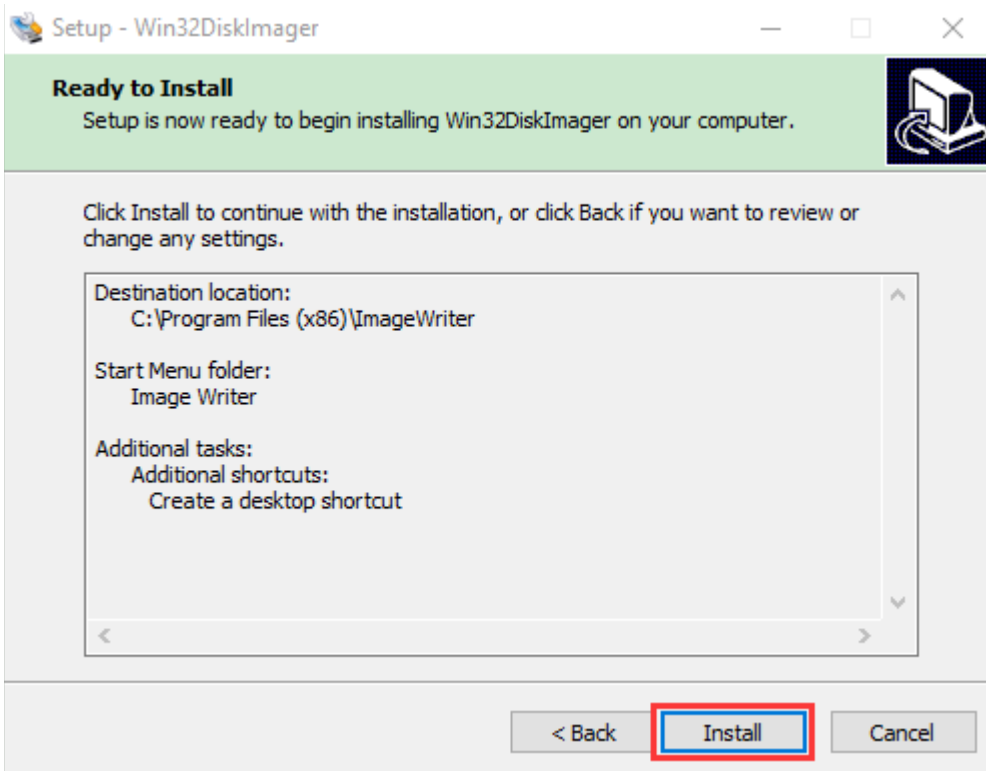 Setup - Win32DiskImager
Ready to Install
Setup is now ready to begin installing Win32DiskImager on your computer.
Click Install to continue with the installation, or click Back if you want to review or
change any settings.
Destination location:
C:\Program Files (x86)\ImageWriter
Start Menu folder:
Image Writer
Additional tasks:
Additional shortcuts:
Create a desktop shortcut
< Back
Install
Cancel